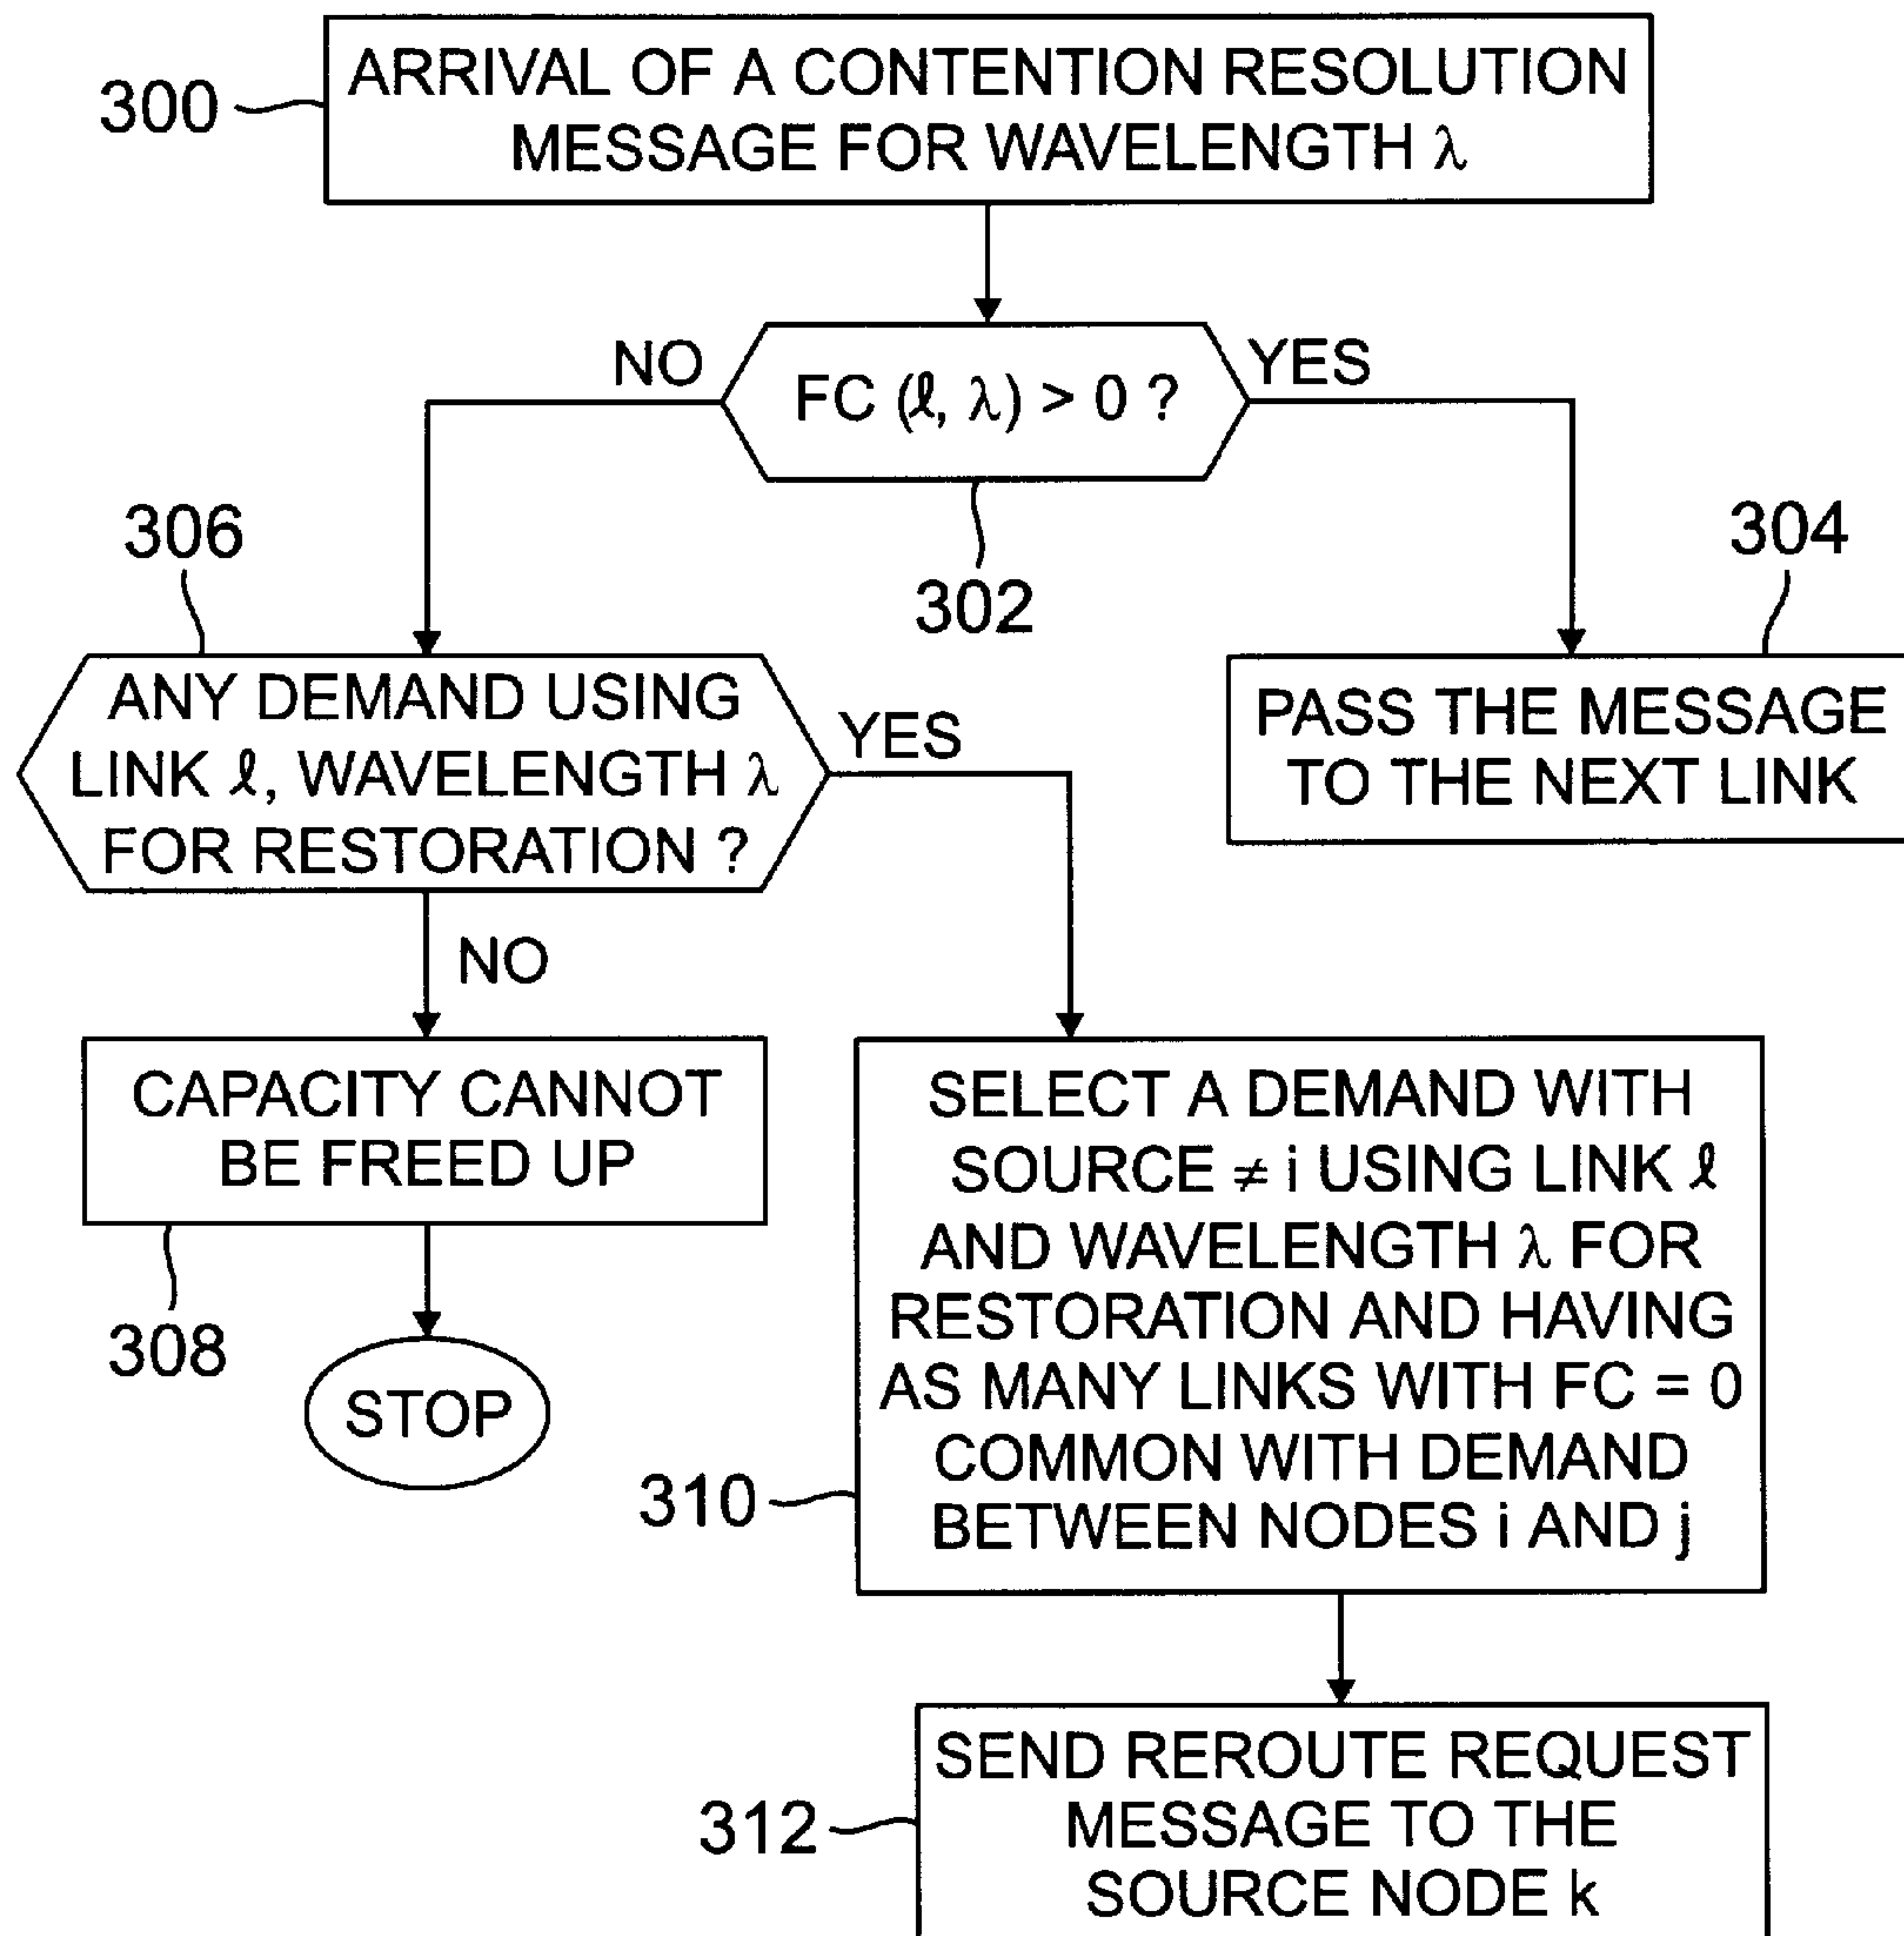 300
ARRIVAL OF A CONTENTION RESOLUTION
MESSAGE FOR WAVELENGTH λ
NO
FC (ℓ, λ) > 0 ?
YES
302
306
304
ANY DEMAND USING
LINK ℓ, WAVELENGTH λ
FOR RESTORATION ?
YES
PASS THE MESSAGE
TO THE NEXT LINK
NO
CAPACITY CANNOT
BE FREED UP
308
STOP
SELECT A DEMAND WITH
SOURCE ≠ i USING LINK ℓ
AND WAVELENGTH λ FOR
RESTORATION AND HAVING
AS MANY LINKS WITH FC = 0
COMMON WITH DEMAND
BETWEEN NODES i AND j
310
SEND REROUTE REQUEST
MESSAGE TO THE
SOURCE NODE k
312